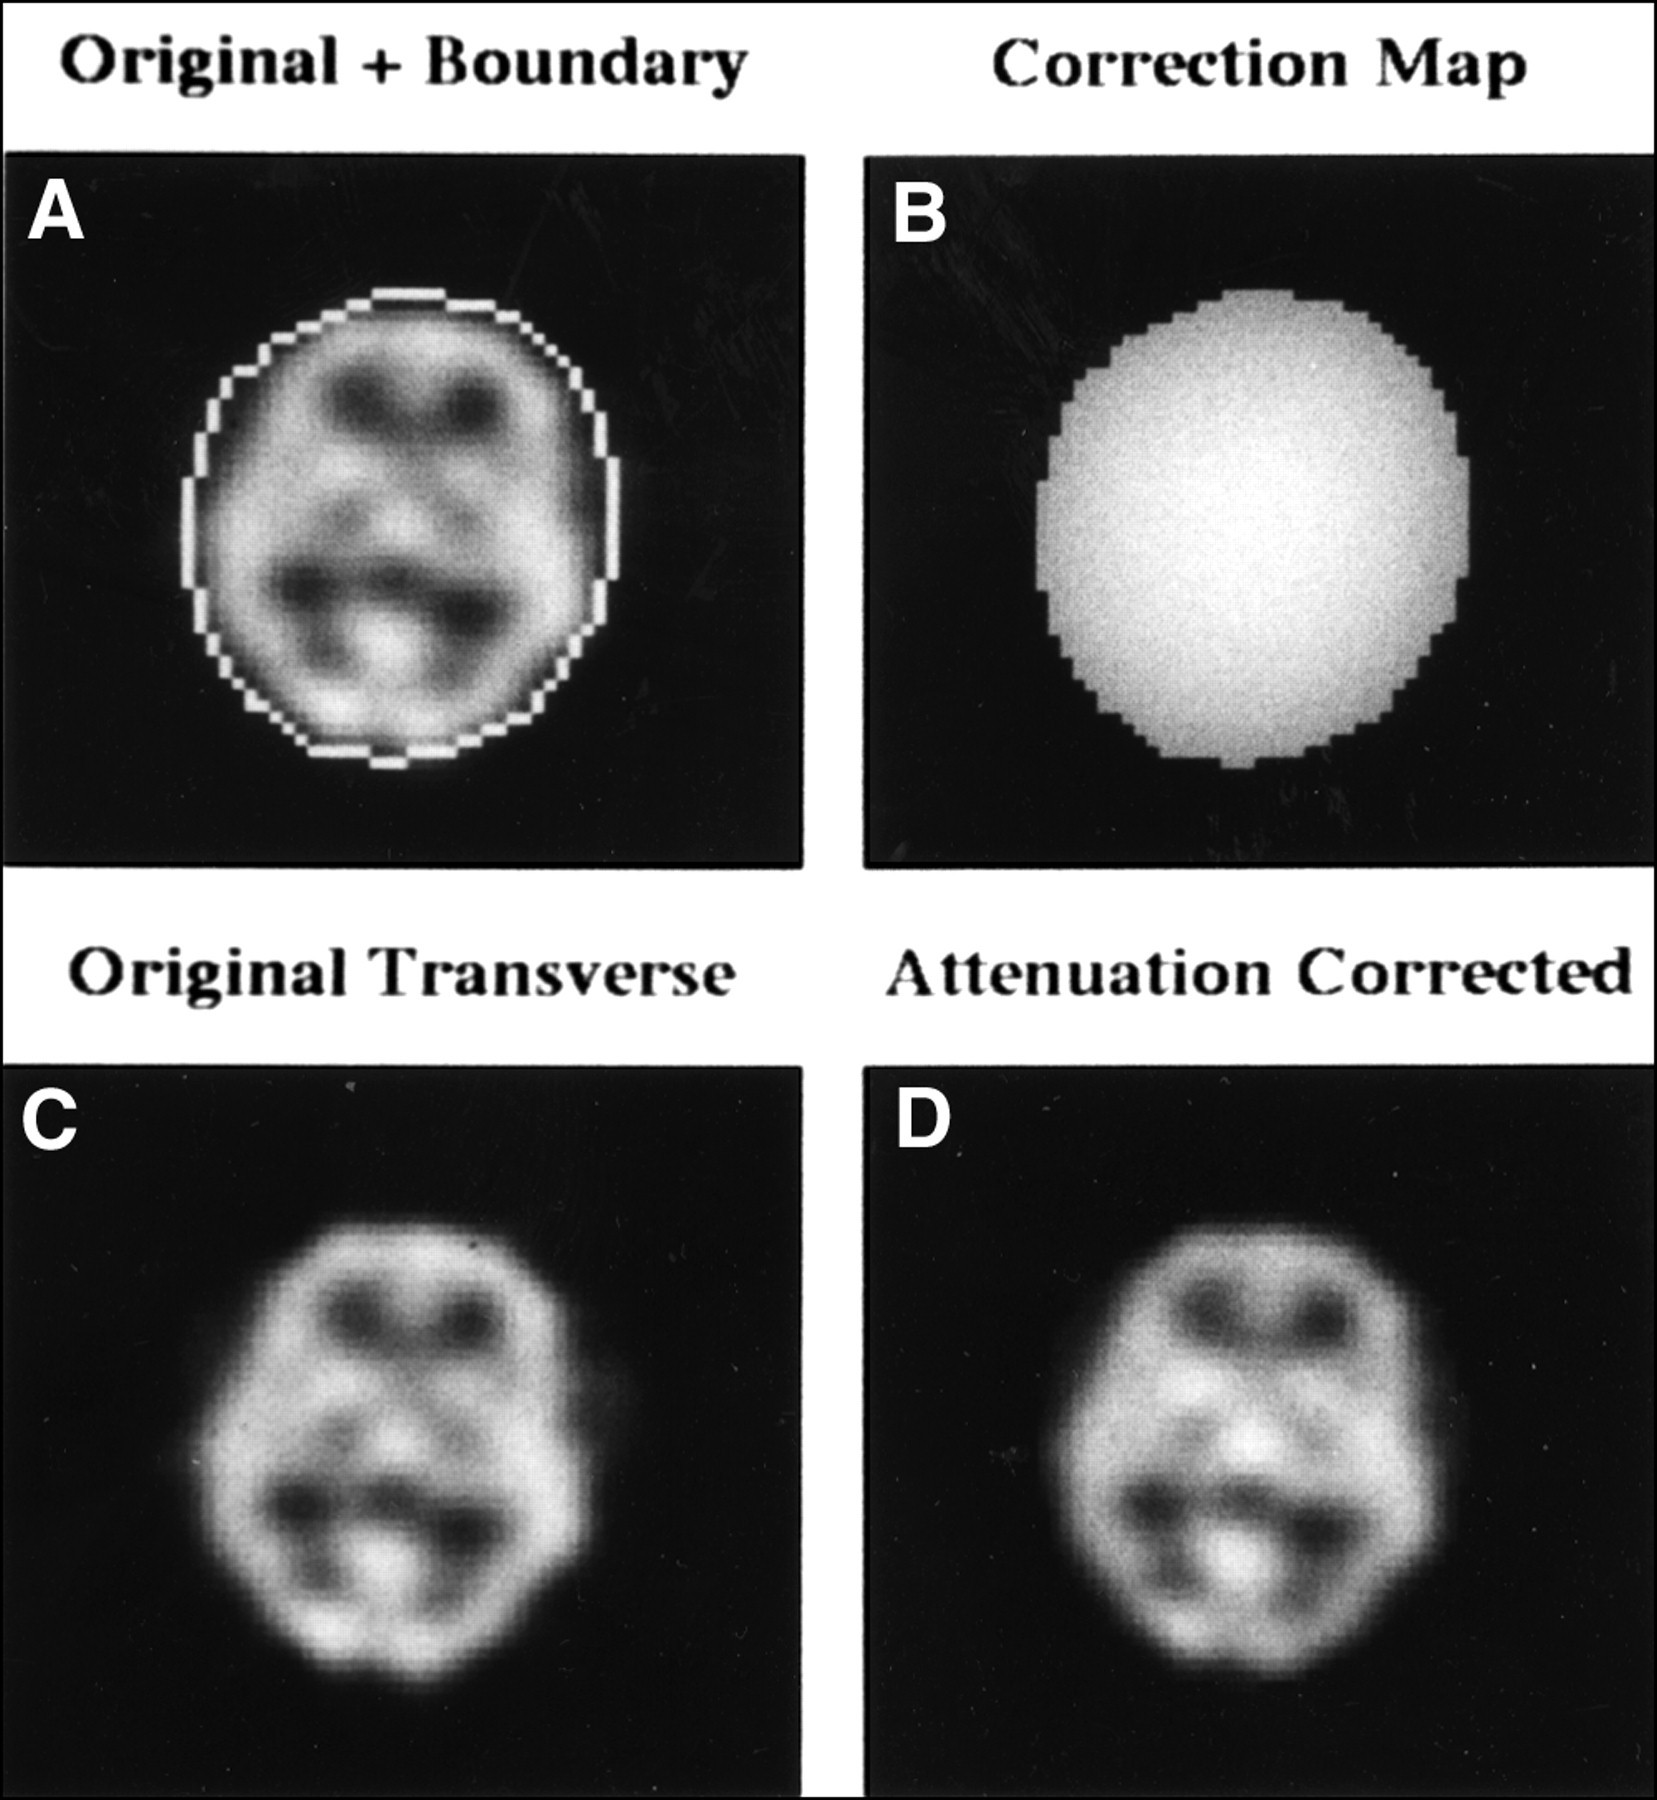 Original + Boundary
Correction Map
A
B
Original Transverse
Attenuation Corrected
C
D